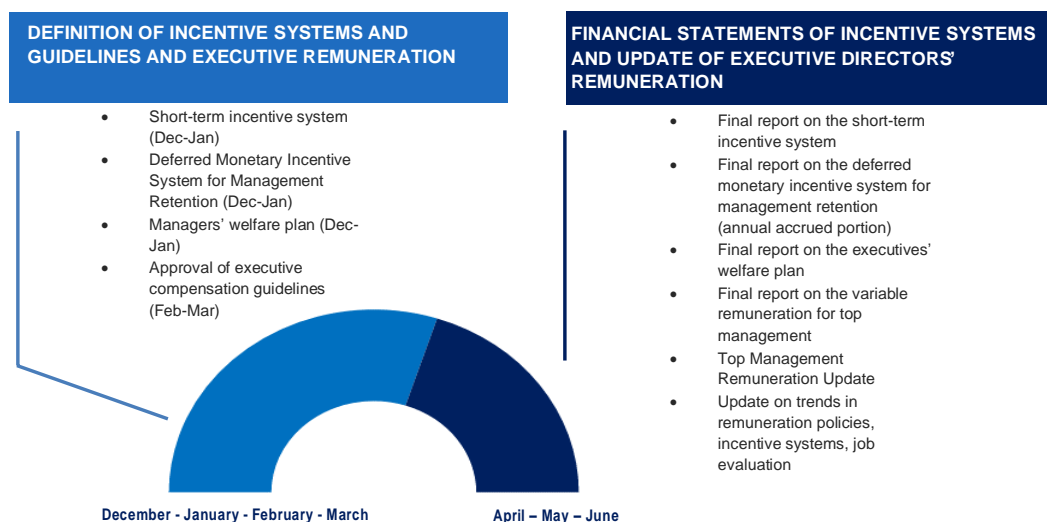 DEFINITION OF INCENTIVE SYSTEMS AND
GUIDELINES AND EXECUTIVE REMUNERATION
• Short-term incentive system
(Dec-Jan)
• Deferred Monetary Incentive
System for Management
Retention (Dec-Jan)
• Managers’ welfare plan (Dec-
Jan)
• Approval of executive
compensation guidelines
(Feb-Mar)
FINANCIAL STATEMENTS OF INCENTIVE SYSTEMS
AND UPDATE OF EXECUTIVE DIRECTORS’
REMUNERATION
• Final report on the short-term
incentive system
• Final report on the deferred
monetary incentive system for
management retention
(annual accrued portion)
• Final report on the executives’
welfare plan
• Final report on the variable
remuneration for top
management
• Top Management
Remuneration Update
• Update on trends in
remuneration policies,
incentive systems, job
evaluation
December - January - February - March
April – May – June